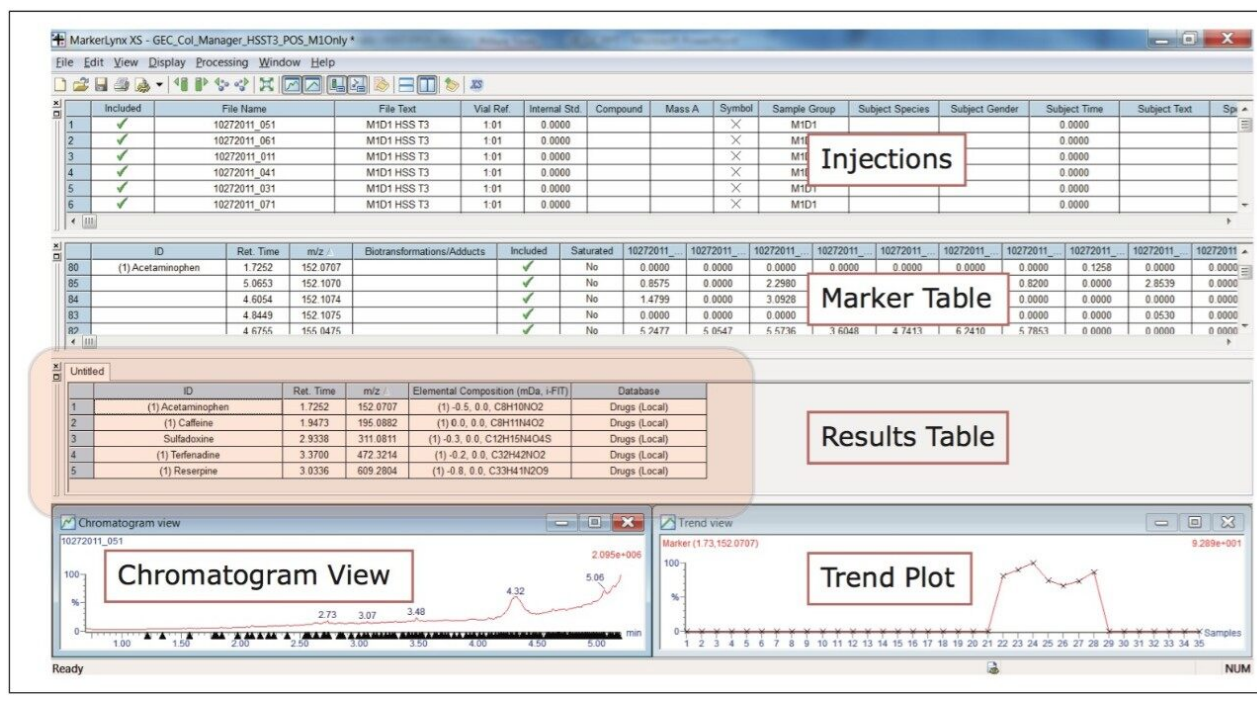 MarkerLynx XS - GEC_Col_Manager_HSST3_POS_M1Only *
File Edit View Display Processing Window Help
Included File Name File Text Vial Ref. Internal Std. Compound Mass A Symbol Sample Group Subject Species Subject Gender Subject Time Subject Text
1 10272011_051 M1D1 HSS T3 1:01 0.0000 M1D1 0.0000
2 10272011_061 M1D1 HSS T3 1:01 0.0000 0.0000
3 10272011_011 M1D1 HSS T3 1:01 0.0000 0.0000
4 10272011_041 M1D1 HSS T3 1:01 0.0000 0.0000
5 10272011_031 M1D1 HSS T3 1:01 0.0000 M1D1 0.0000
6 10272011_071 M1D1 HSS T3 1:01 0.0000 M1D1 0.0000
Injections
ID Ret. Time m/z Biotransformations/Adducts Included Saturated 10272011_... 10272011_... 10272011_... 10272011_... 10272011_... 10272011_... 10272011_... 10272011_... 10272011_... 10272011
80 (1) Acetaminophen 1.7252 152.0707 No 0.0000 0.0000 0.0000 0.0000 0.0000 0.0000 0.0000 0.1258 0.0000 0.0000
85 5.0653 152.1070 No 0.8575 0.0000 2.2980 0.8200 0.0000 2.8539 0.0000
84 4.6054 152.1074 No 1.4799 0.0000 3.0928 0.0000 0.0000 0.0000 0.0000
83 4.8449 152.1075 No 0.0000 0.0000 0.0000 0.0000 0.0530 0.0000
82 4.6755 155.0475 No 5.2477 5.0547 5.5736 3.6048 4.7413 6.2410 5.7853 0.0000 0.0000 0.0000
Marker Table
Untitled
ID Ret. Time m/z Elemental Composition (mDa, i-FIT) Database
1 (1) Acetaminophen 1.7252 152.0707 (1) -0.5, 0.0, C8H10NO2 Drugs (Local)
2 (1) Caffeine 1.9473 195.0882 (1) 0.0, 0.0, C8H11N4O2 Drugs (Local)
3 Sulfadoxine 2.9338 311.0811 (1) -0.3, 0.0, C12H15N4O4S Drugs (Local)
4 (1) Terfenadine 3.3700 472.3214 (1) -0.2, 0.0, C32H42NO2 Drugs (Local)
5 (1) Reserpine 3.0336 609.2804 (1) -0.8, 0.0, C33H41N2O9 Drugs (Local)
Results Table
Chromatogram view
10272011_051
2.095e+006
Chromatogram View
100
%
0
2.73 3.07 3.48 4.32 5.06
min
1.00 1.50 2.00 2.50 3.00 3.50 4.00 4.50 5.00
Trend view
Marker (1.73,152.0707) 9.289e+001
Trend Plot
100
%
0
Samples
1 2 3 4 5 6 7 8 9 10 11 12 13 14 15 16 17 18 19 20 21 22 23 24 25 26 27 28 29 30 31 32 33 34 35
Ready NUM